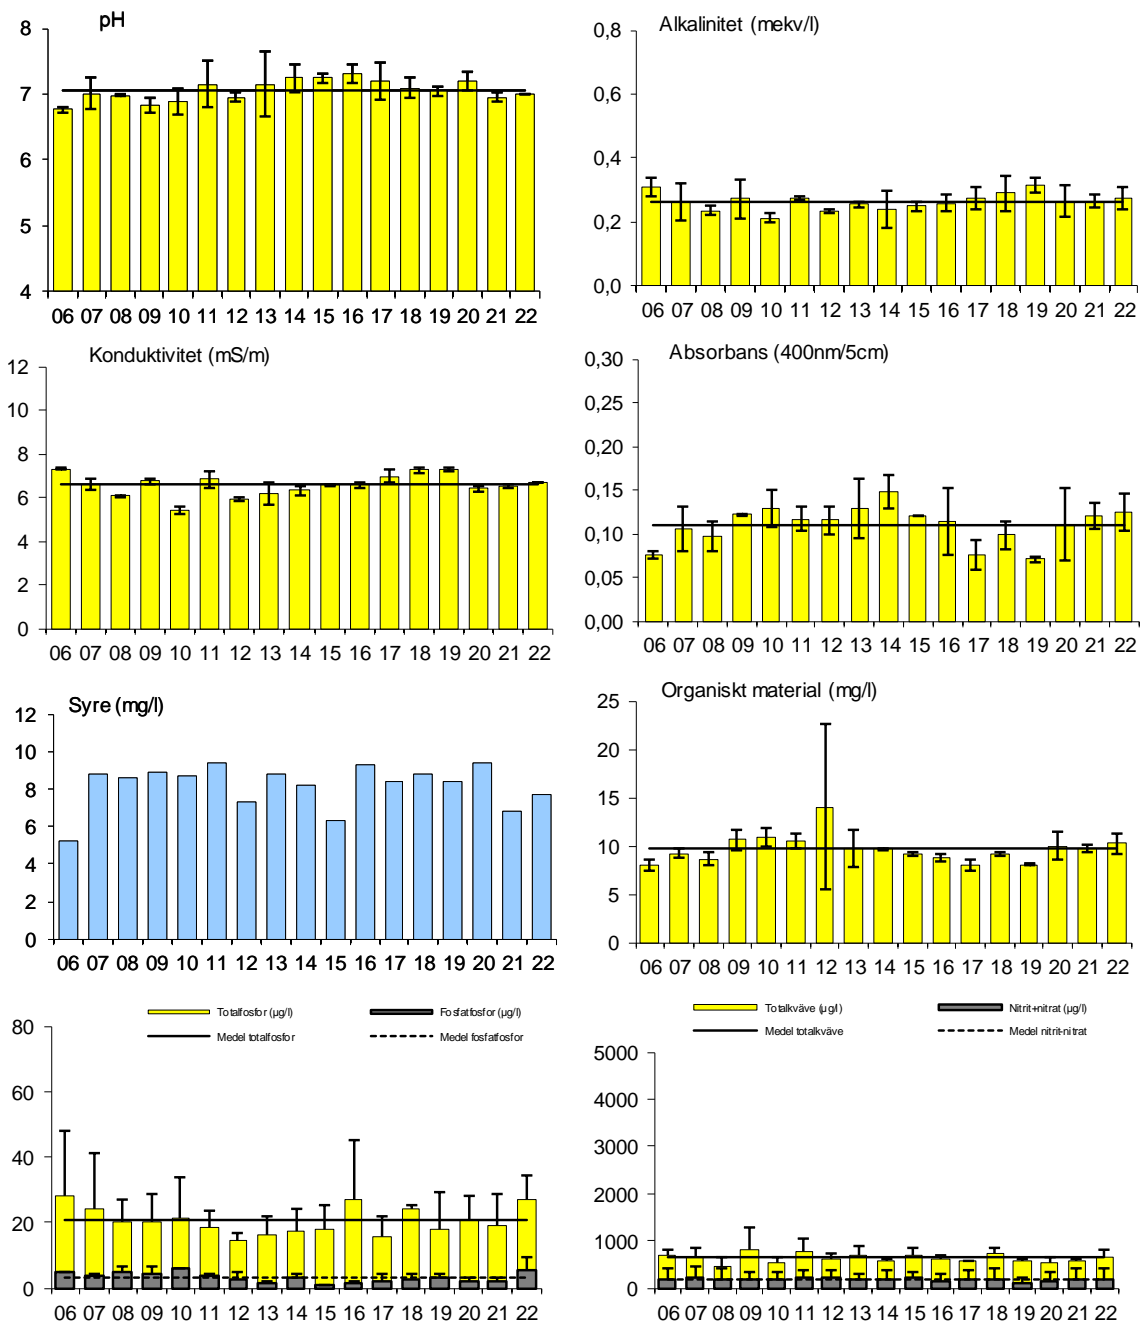 pH
8
7
6
5
4
06 07 08 09 10 11 12 13 14 15 16 17 18 19 20 21 22
Alkalinitet (mekv/l)
0,8
0,6
0,4
0,2
0,0
06 07 08 09 10 11 12 13 14 15 16 17 18 19 20 21 22
Konduktivitet (mS/m)
12
10
8
6
4
2
0
06 07 08 09 10 11 12 13 14 15 16 17 18 19 20 21 22
Absorbans (400nm/5cm)
0,30
0,25
0,20
0,15
0,10
0,05
0,00
06 07 08 09 10 11 12 13 14 15 16 17 18 19 20 21 22
Syre (mg/l)
12
10
8
6
4
2
0
06 07 08 09 10 11 12 13 14 15 16 17 18 19 20 21 22
Organiskt material (mg/l)
25
20
15
10
5
0
06 07 08 09 10 11 12 13 14 15 16 17 18 19 20 21 22
Totalfosfor (µg/l) Fosfatfosfor (µg/l)
Medel totalfosfor Medel fosfatfosfor
80
60
40
20
0
06 07 08 09 10 11 12 13 14 15 16 17 18 19 20 21 22
Totalkväve (µg/l) Nitrit+nitrat (µg/l)
Medel totalkväve Medel nitrit-nitrat
5000
4000
3000
2000
1000
0
06 07 08 09 10 11 12 13 14 15 16 17 18 19 20 21 22